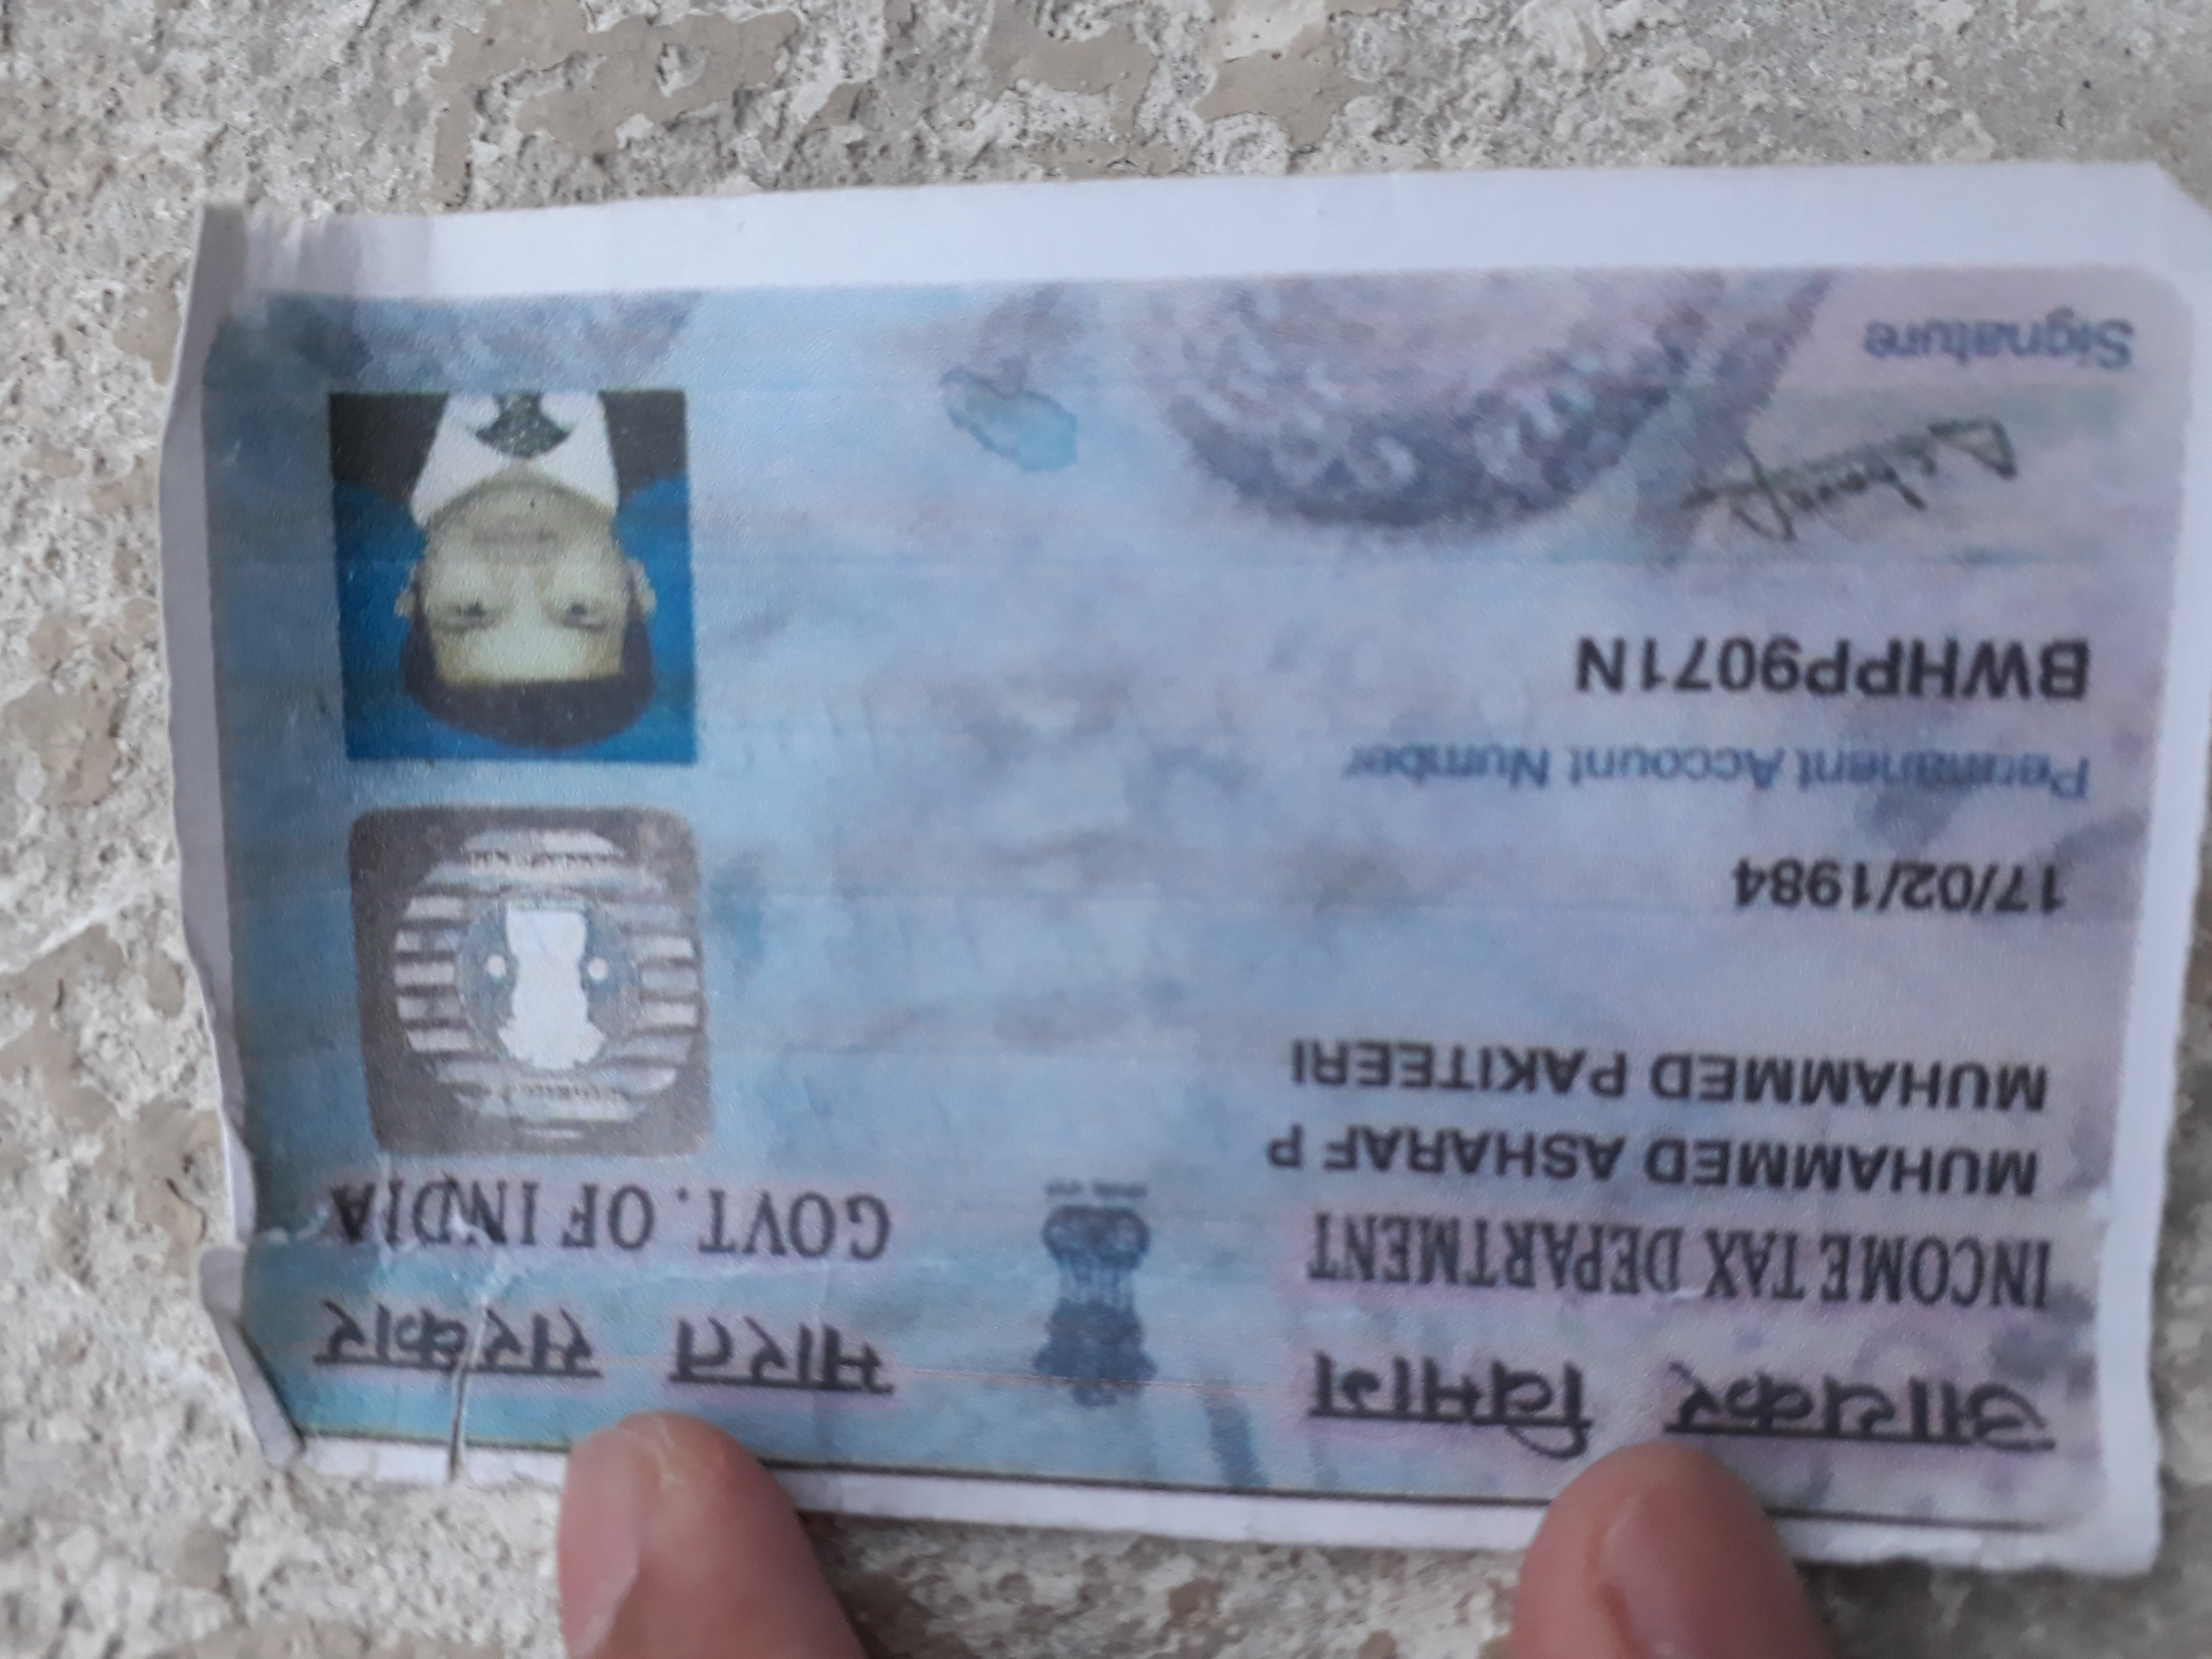 आयकर विभाग
INCOME TAX DEPARTMENT
भारत सरकार
GOVT. OF INDIA
MUHAMMED ASHARAF P
MUHAMMED PAKITEERI
17/02/1984
Permanent Account Number
BWHPP9071N
Signature